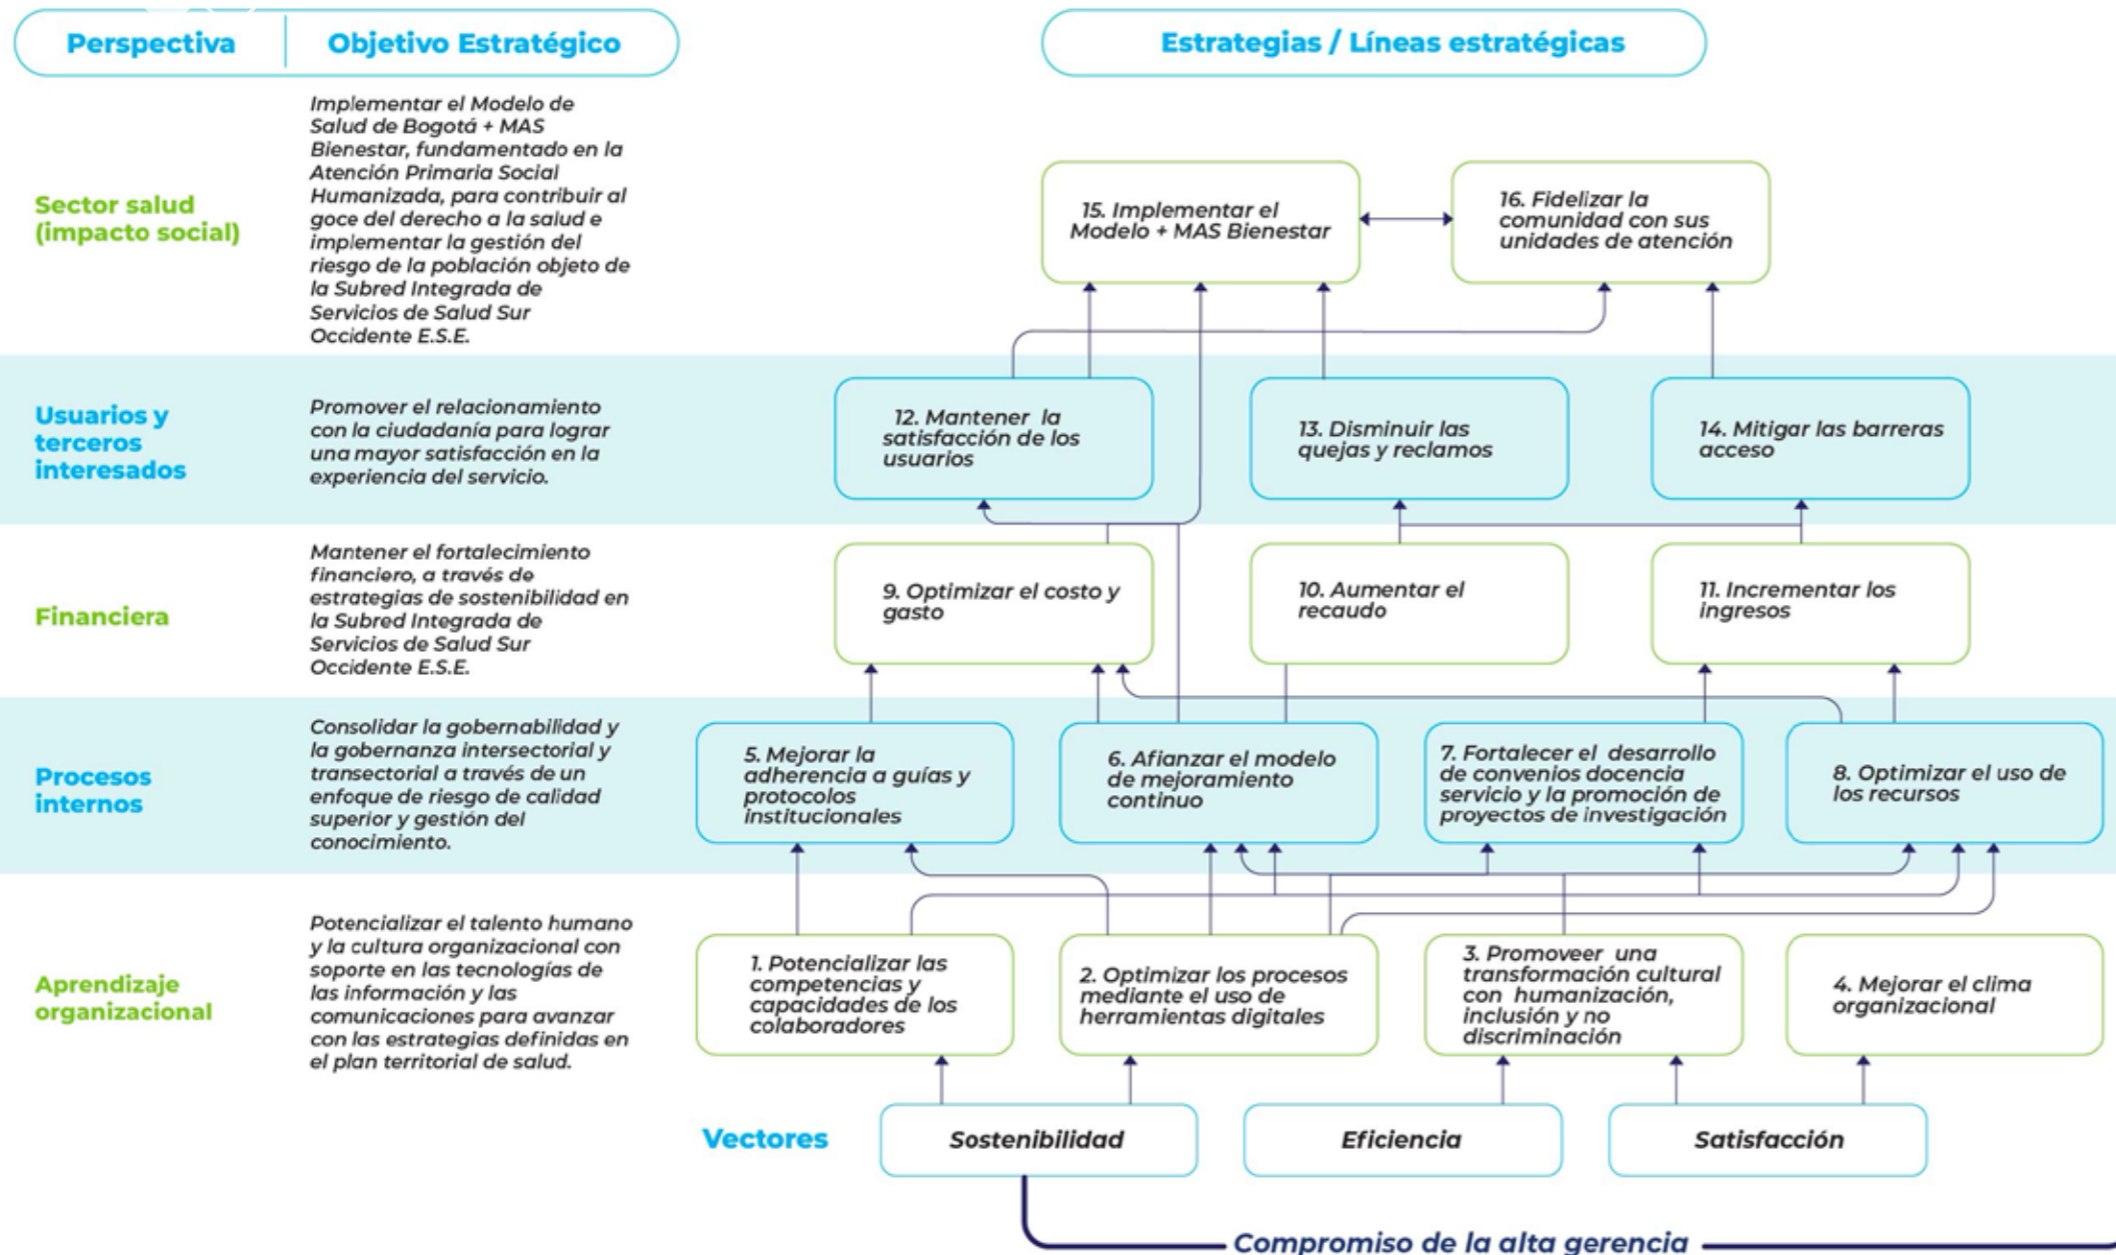 Perspectiva
Objetivo Estratégico
Estrategias / Líneas estratégicas
Sector salud
(impacto social)
Implementar el Modelo de
Salud de Bogotá + MAS
Bienestar, fundamentado en la
Atención Primaria Social
Humanizada, para contribuir al
goce del derecho a la salud e
implementar la gestión del
riesgo de la población objeto de
la Subred Integrada de
Servicios de Salud Sur
Occidente E.S.E.
15. Implementar el
Modelo + MAS Bienestar
16. Fidelizar la
comunidad con sus
unidades de atención
Usuarios y
terceros
interesados
Promover el relacionamiento
con la ciudadanía para lograr
una mayor satisfacción en la
experiencia del servicio.
12. Mantener la
satisfacción de los
usuarios
13. Disminuir las
quejas y reclamos
14. Mitigar las barreras
acceso
Financiera
Mantener el fortalecimiento
financiero, a través de
estrategias de sostenibilidad en
la Subred Integrada de
Servicios de Salud Sur
Occidente E.S.E.
9. Optimizar el costo y
gasto
10. Aumentar el
recaudo
11. Incrementar los
ingresos
Procesos
internos
Consolidar la gobernabilidad y
la gobernanza intersectorial y
transectorial a través de un
enfoque de riesgo de calidad
superior y gestión del
conocimiento.
5. Mejorar la
adherencia a guías y
protocolos
institucionales
6. Afianzar el modelo
de mejoramiento
continuo
7. Fortalecer el desarrollo
de convenios docencia
servicio y la promoción de
proyectos de investigación
8. Optimizar el uso de
los recursos
Aprendizaje
organizacional
Potencializar el talento humano
y la cultura organizacional con
soporte en las tecnologías de
las información y las
comunicaciones para avanzar
con las estrategias definidas en
el plan territorial de salud.
1. Potencializar las
competencias y
capacidades de los
colaboradores
2. Optimizar los procesos
mediante el uso de
herramientas digitales
3. Promoveer una
transformación cultural
con humanización,
inclusión y no
discriminación
4. Mejorar el clima
organizacional
Vectores
Sostenibilidad
Eficiencia
Satisfacción
Compromiso de la alta gerencia